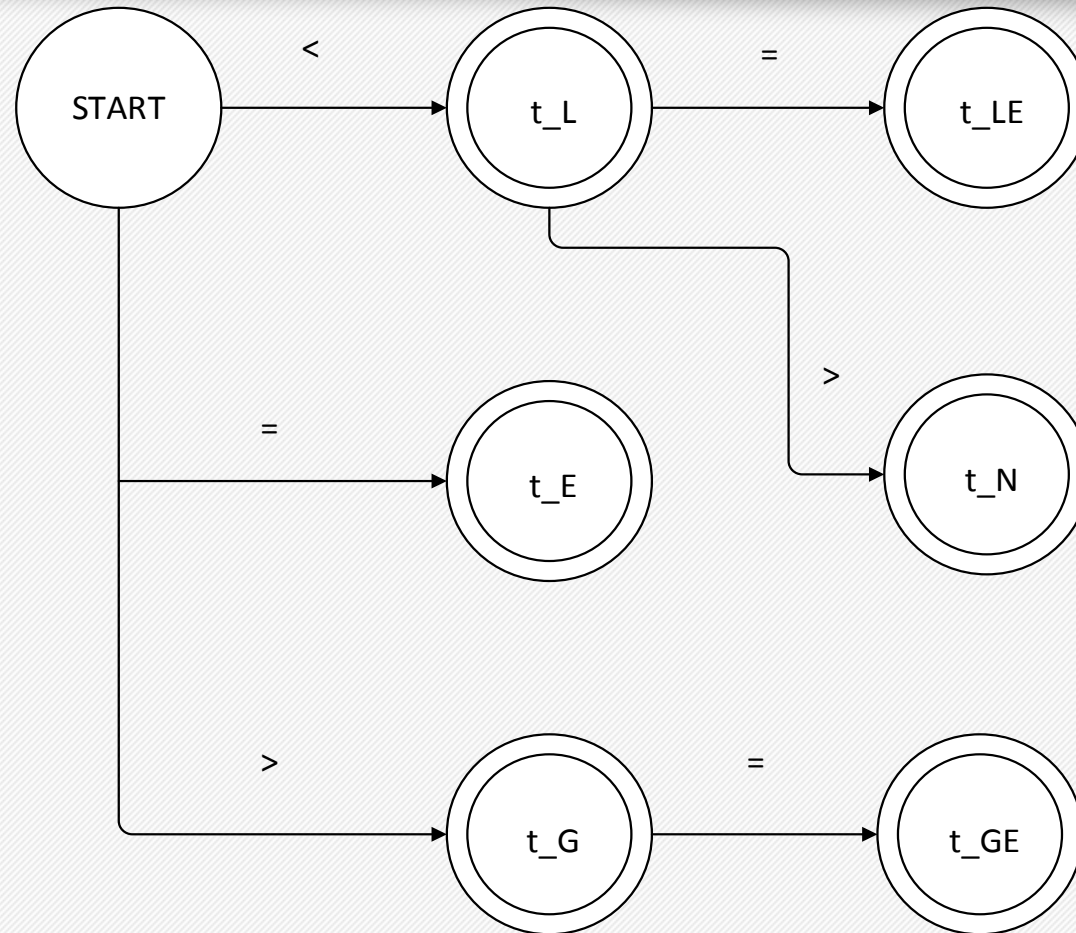 <
=
START
t_L
t_LE
>
=
t_E
t_N
>
=
t_G
t_GE